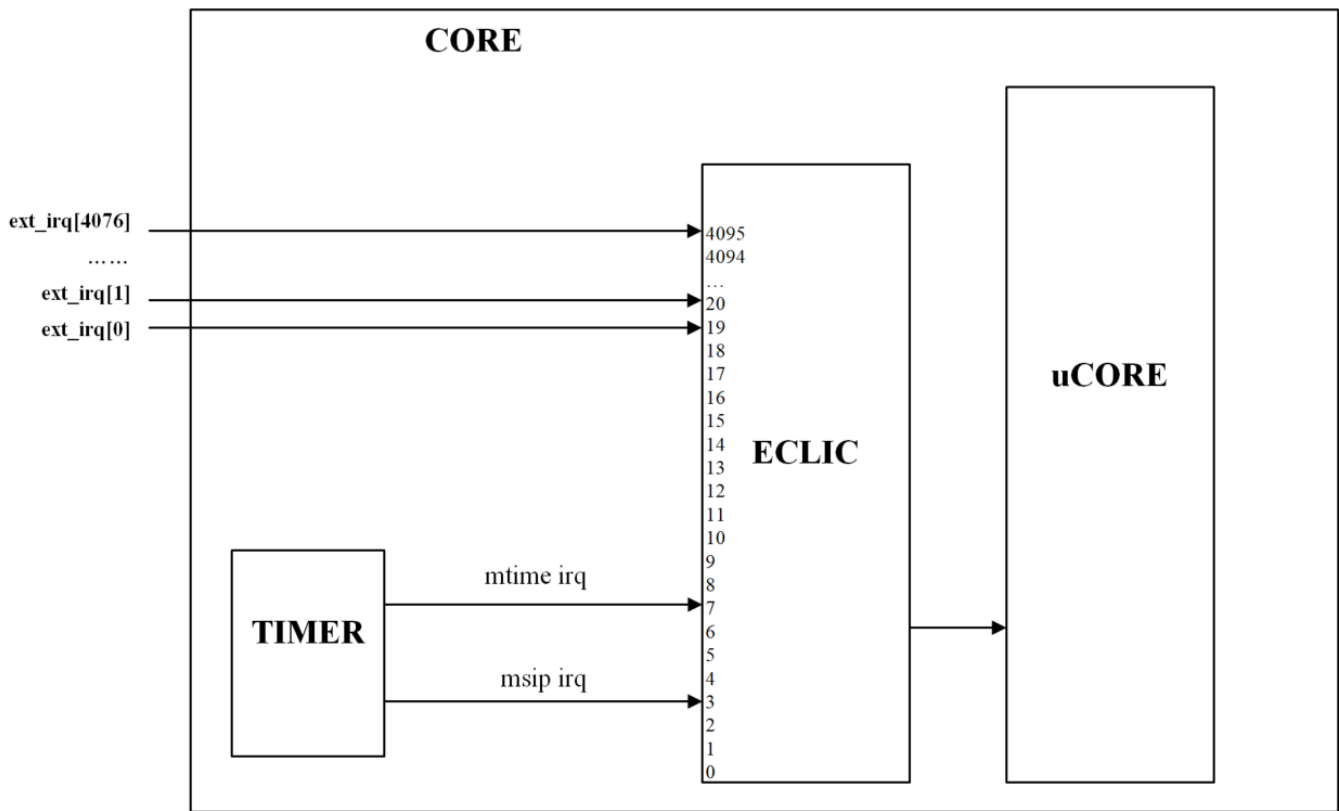 CORE
ext_irq[4076]
……
ext_irq[1]
ext_irq[0]
4095
4094
…
20
19
18
17
16
15
14
13
12
11
10
9
8
7
6
5
4
3
2
1
0
ECLIC
uCORE
TIMER
mtime irq
msip irq